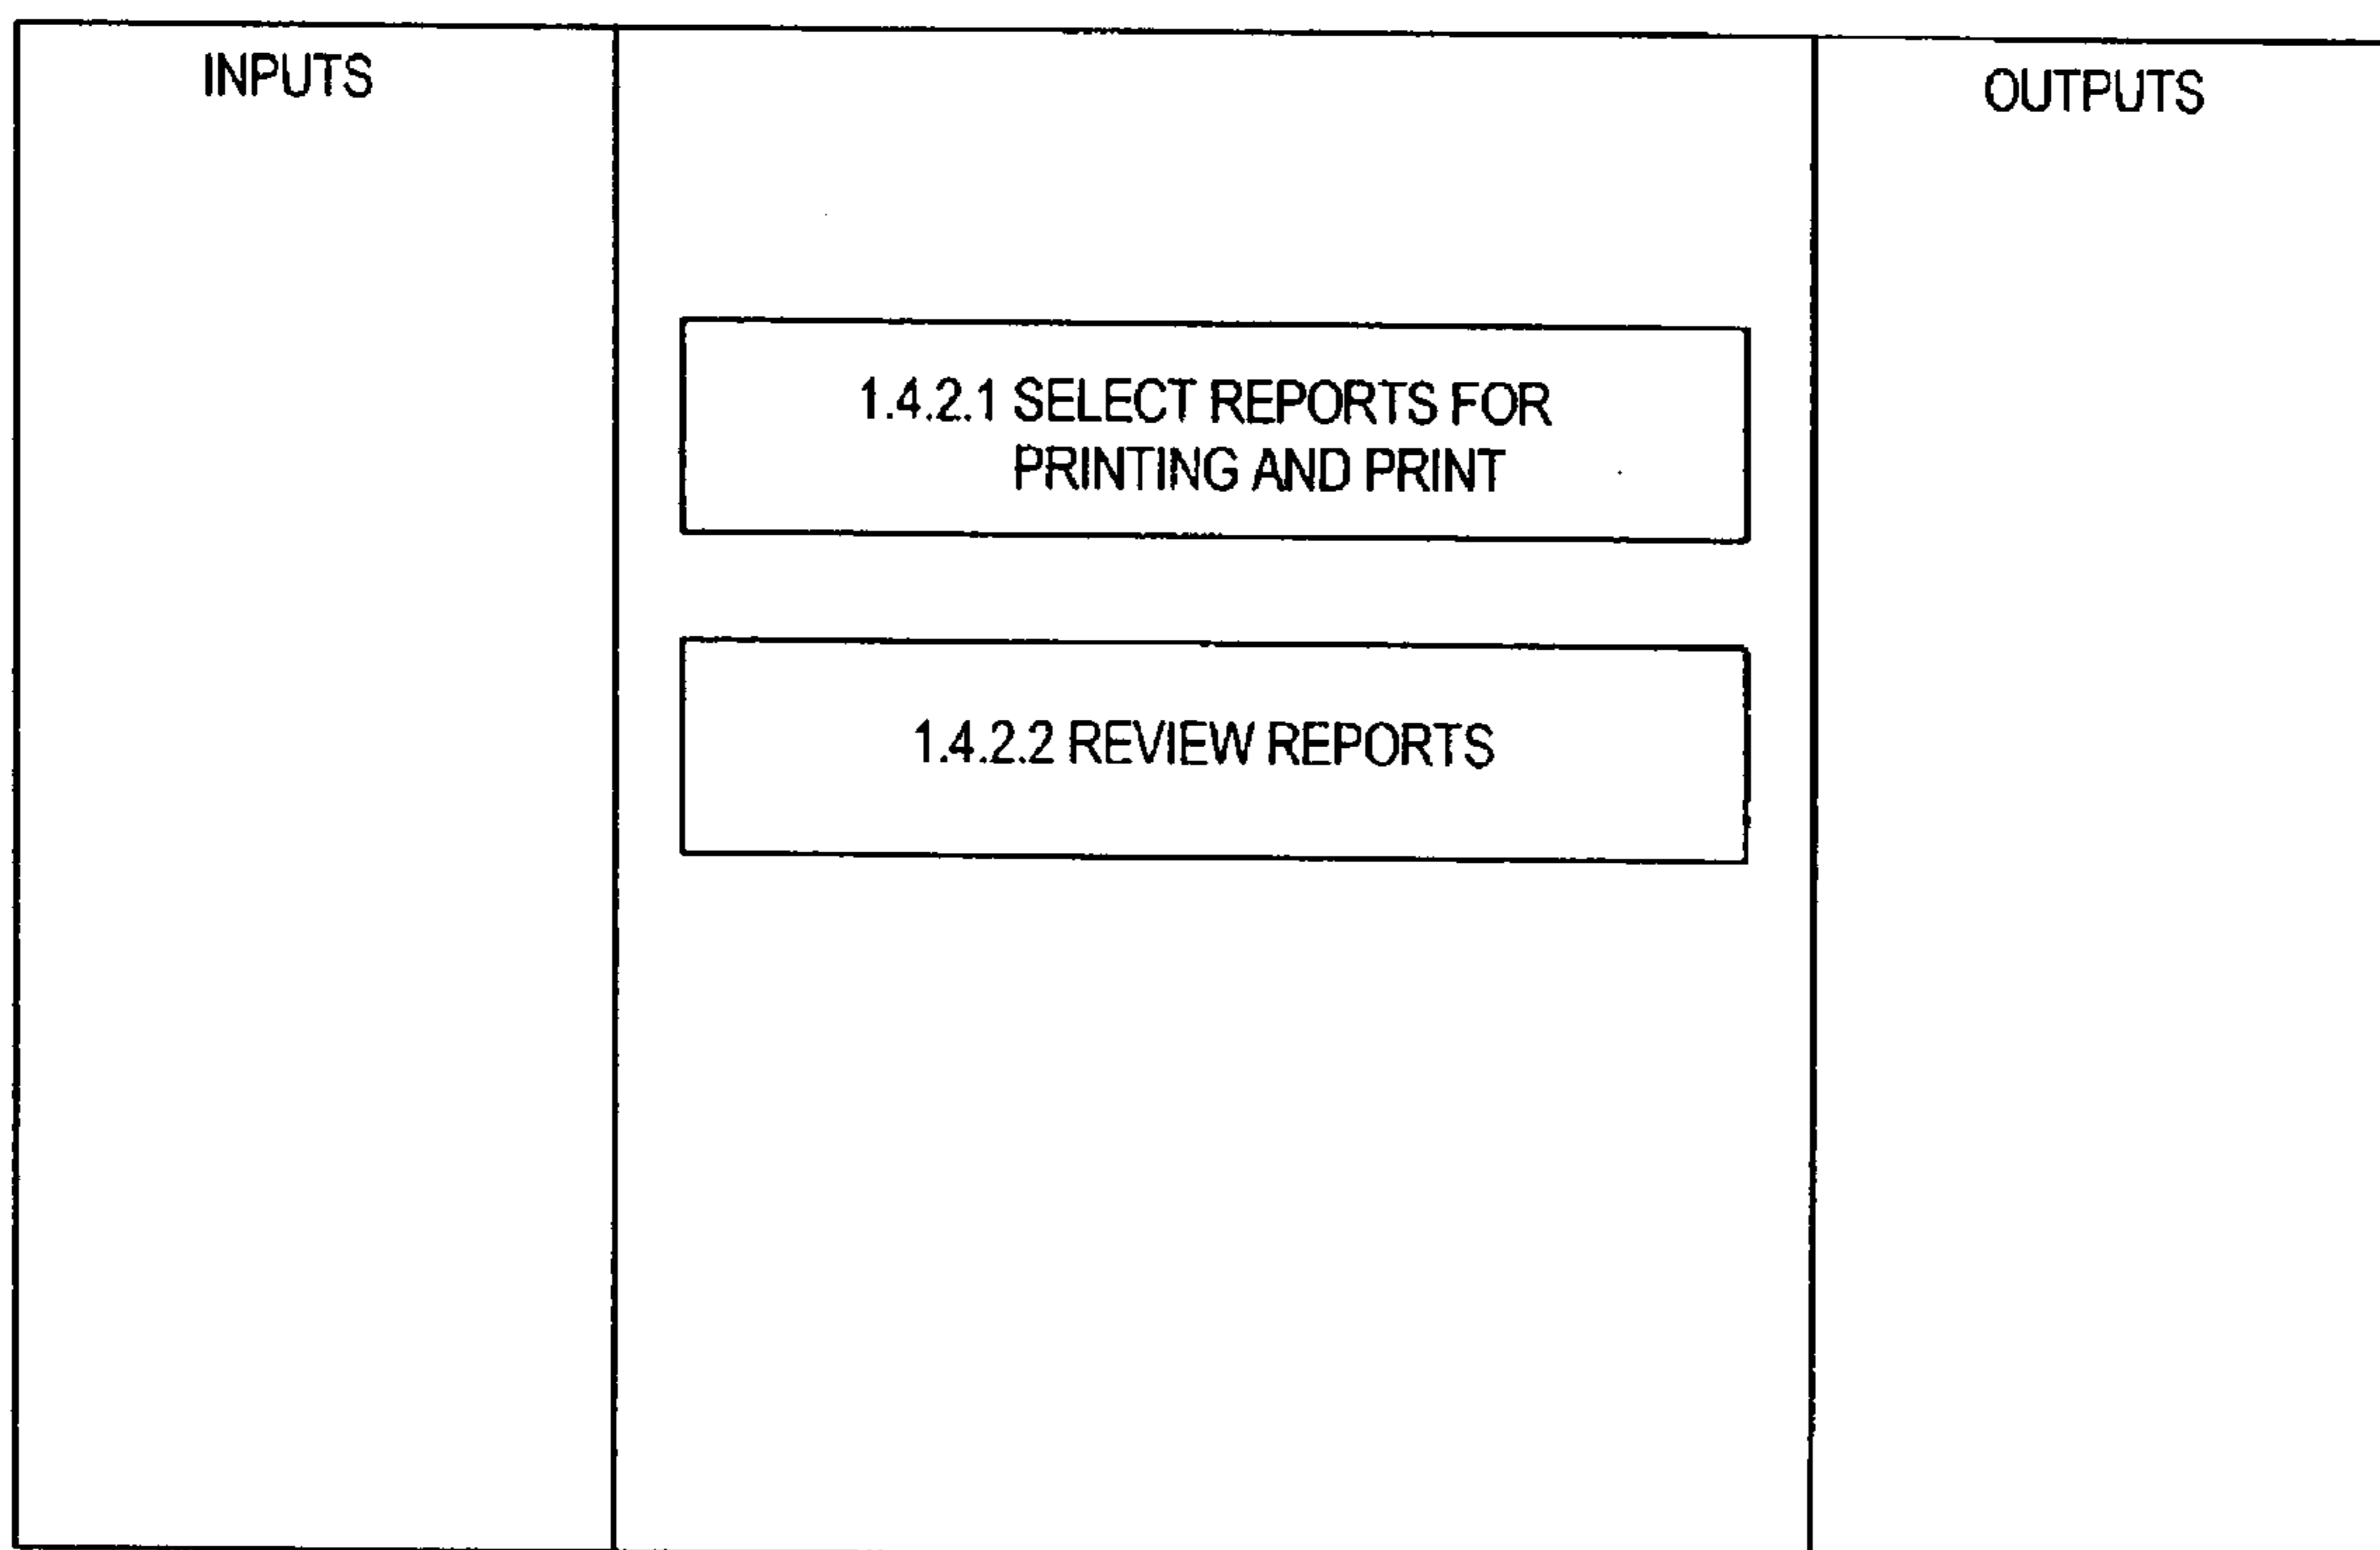 INPUTS
OUTPUTS
1.4.2.1 SELECT REPORTS FOR
PRINTING AND PRINT
1.4.2.2 REVIEW REPORTS